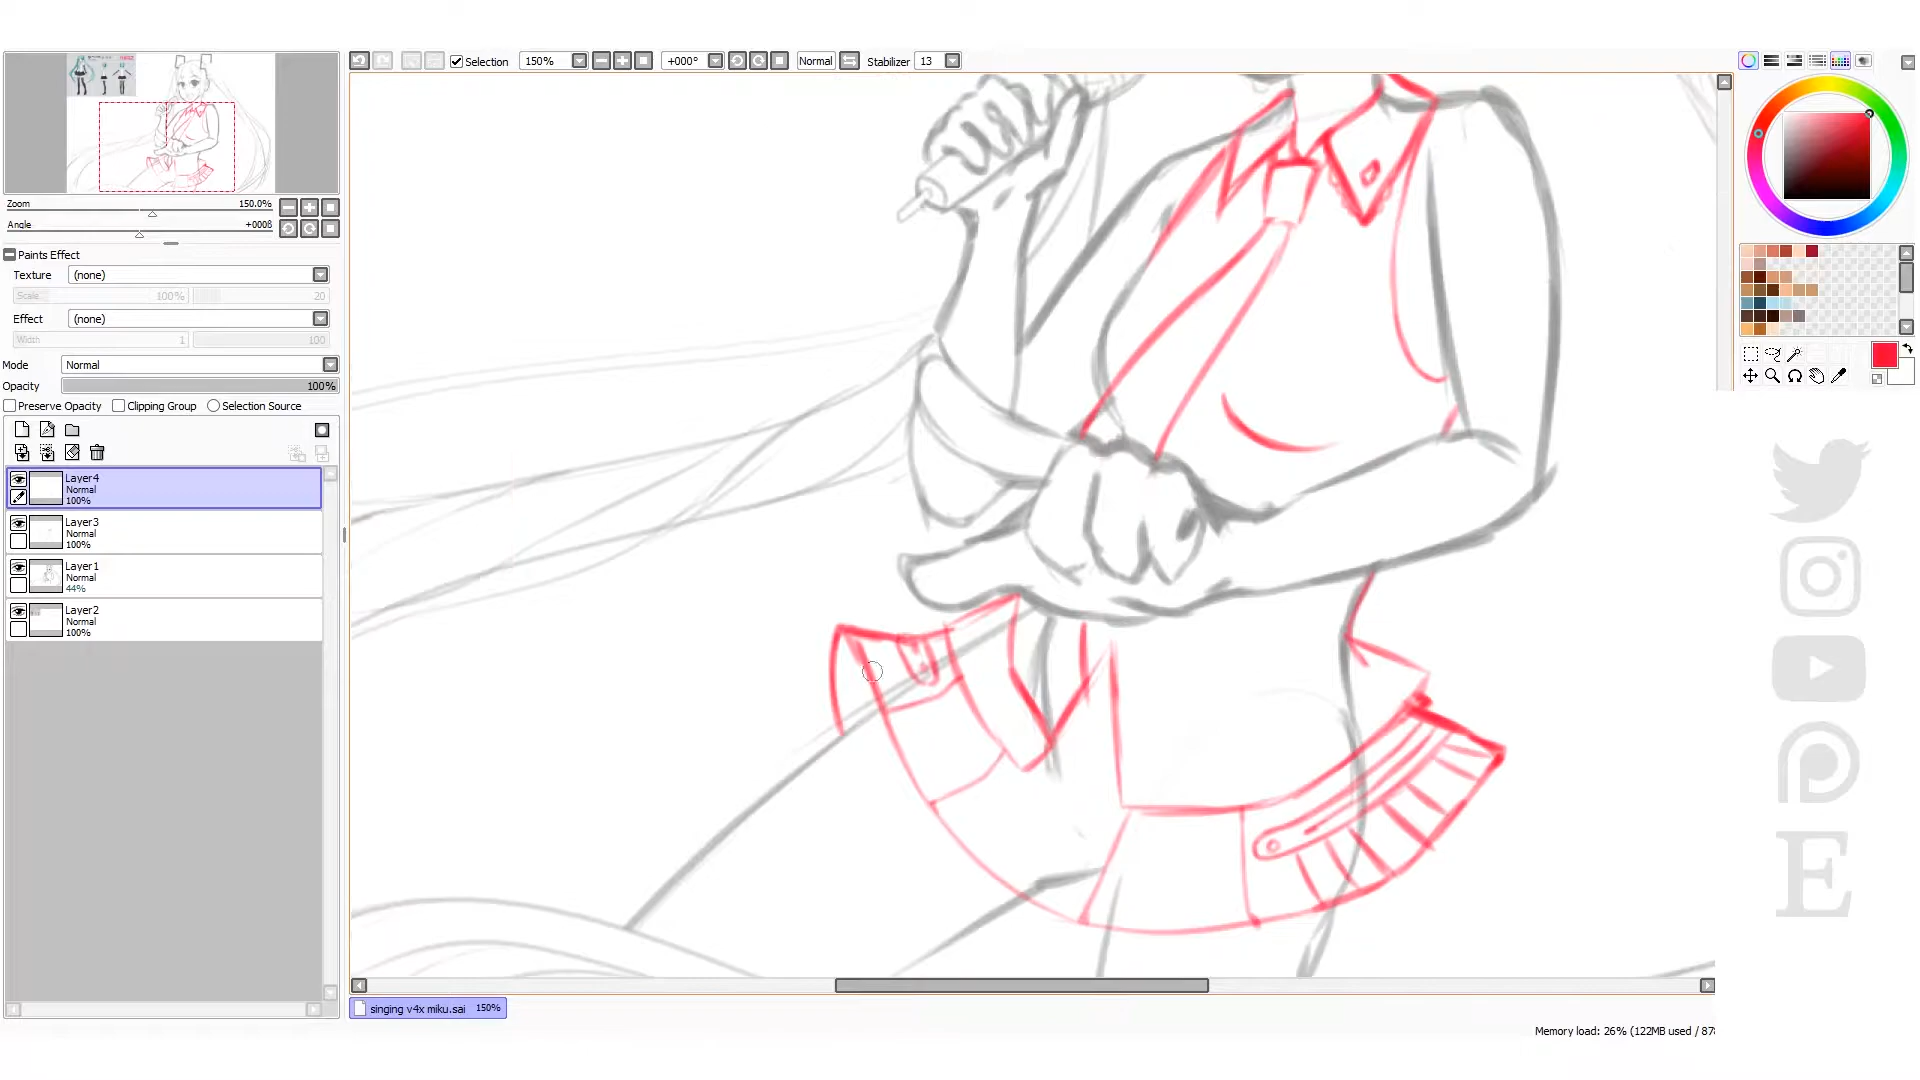 Selection
150%
+000°
Normal
Stabilizer
13
Zoom
150.0%
Angle
Paints Effect
Texture
(none)
Scale
100%
20
Effect
(none)
Width
1
100
Mode
Normal
Opacity
100%
Preserve Opacity
Clipping Group
Selection Source
Layer4
Normal
100%
Layer3
Normal
100%
Layer1
Normal
44%
Layer2
Normal
100%
singing v4x miku.sai
150%
Memory load: 26% (122MB used / 87
E